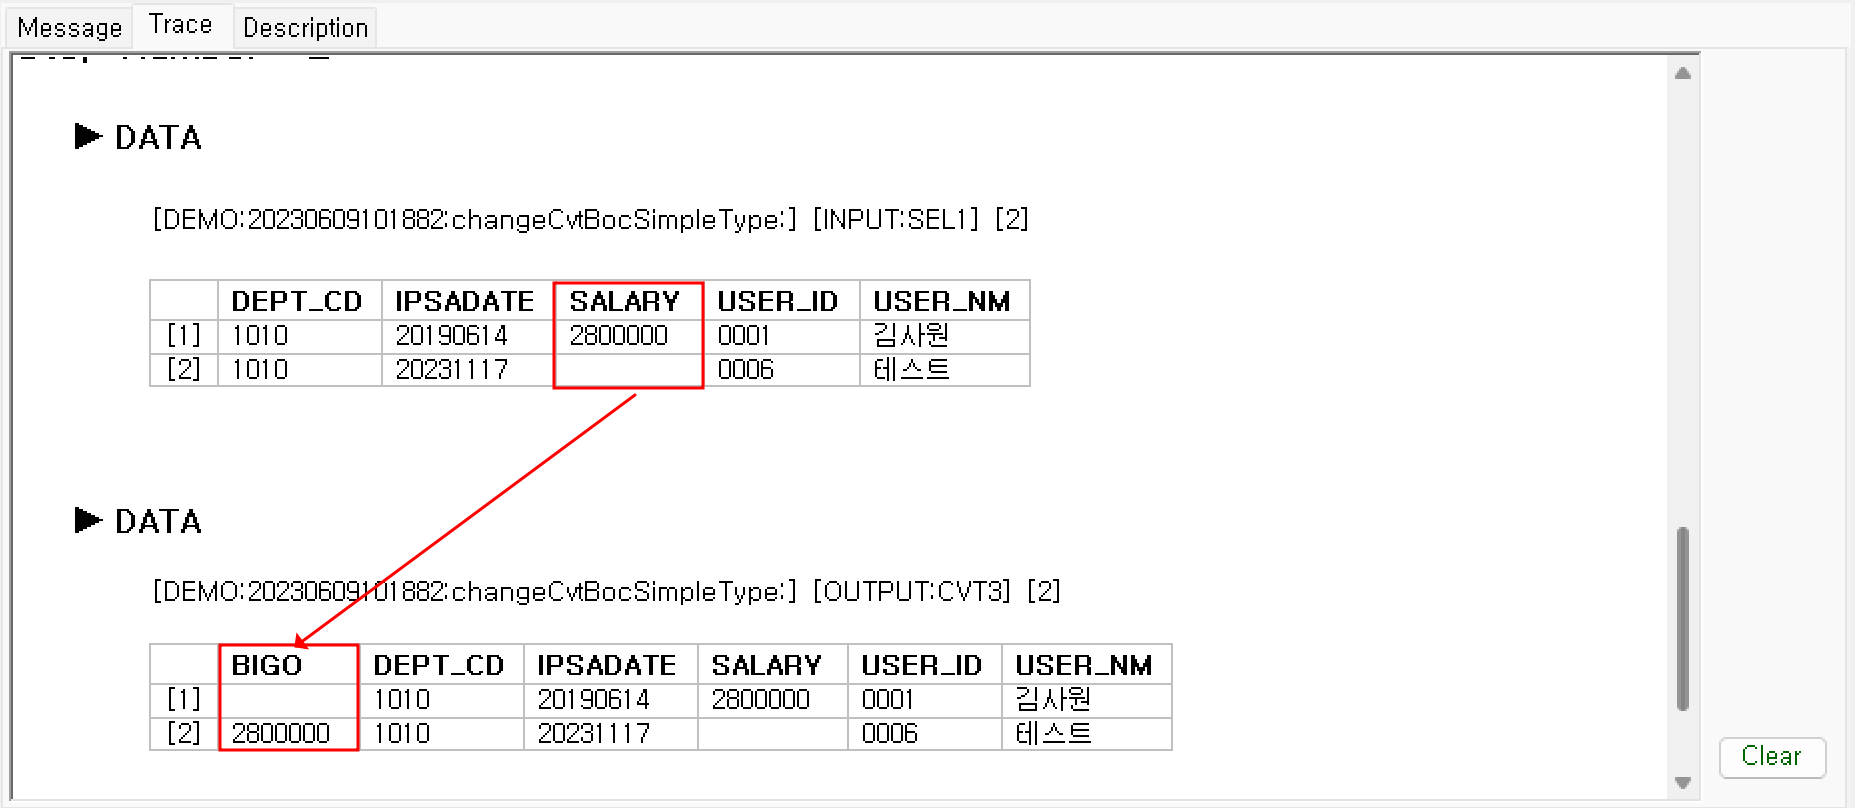 Message Trace Description
▶ DATA
[DEMO:20230609101882:changeCvtBocSimpleType:] [INPUT:SEL1] [2]
DEPT_CD IPSADATE SALARY USER_ID USER_NM
[1] 1010 20190614 2800000 0001 김사원
[2] 1010 20231117 0006 테스트
▶ DATA
[DEMO:20230609101882:changeCvtBocSimpleType:] [OUTPUT:CVT3] [2]
BIGO DEPT_CD IPSADATE SALARY USER_ID USER_NM
[1] 1010 20190614 2800000 0001 김사원
[2] 2800000 1010 20231117 0006 테스트
Clear